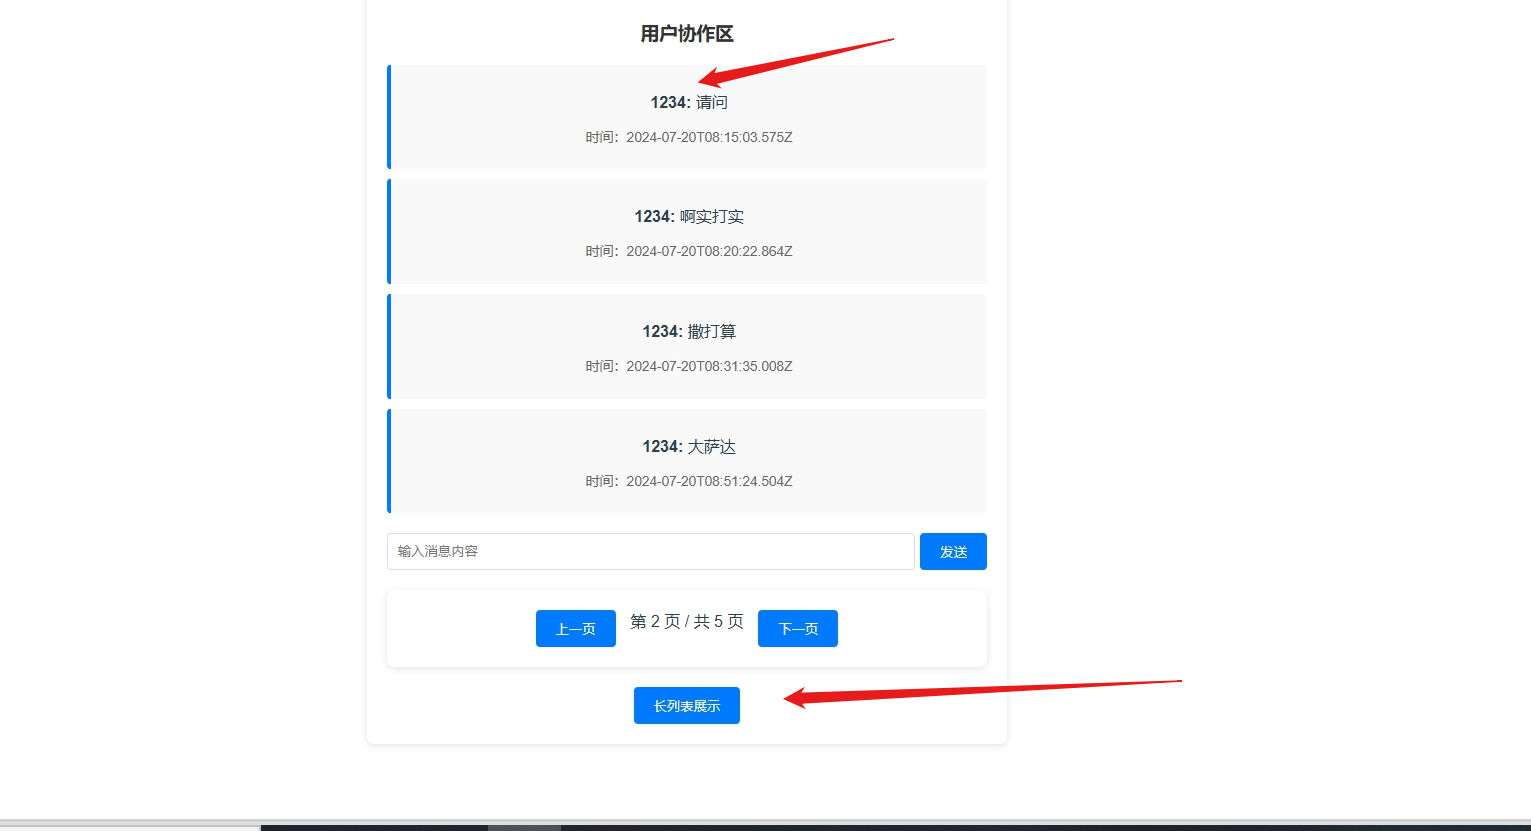 用户协作区
1234: 请问
时间：2024-07-20T08:15:03.575Z
1234: 啊实打实
时间：2024-07-20T08:20:22.864Z
1234: 撒打算
时间：2024-07-20T08:31:35.008Z
1234: 大萨达
时间：2024-07-20T08:51:24.504Z
输入消息内容
发送
上一页 第 2 页 / 共 5 页 下一页
长列表展示